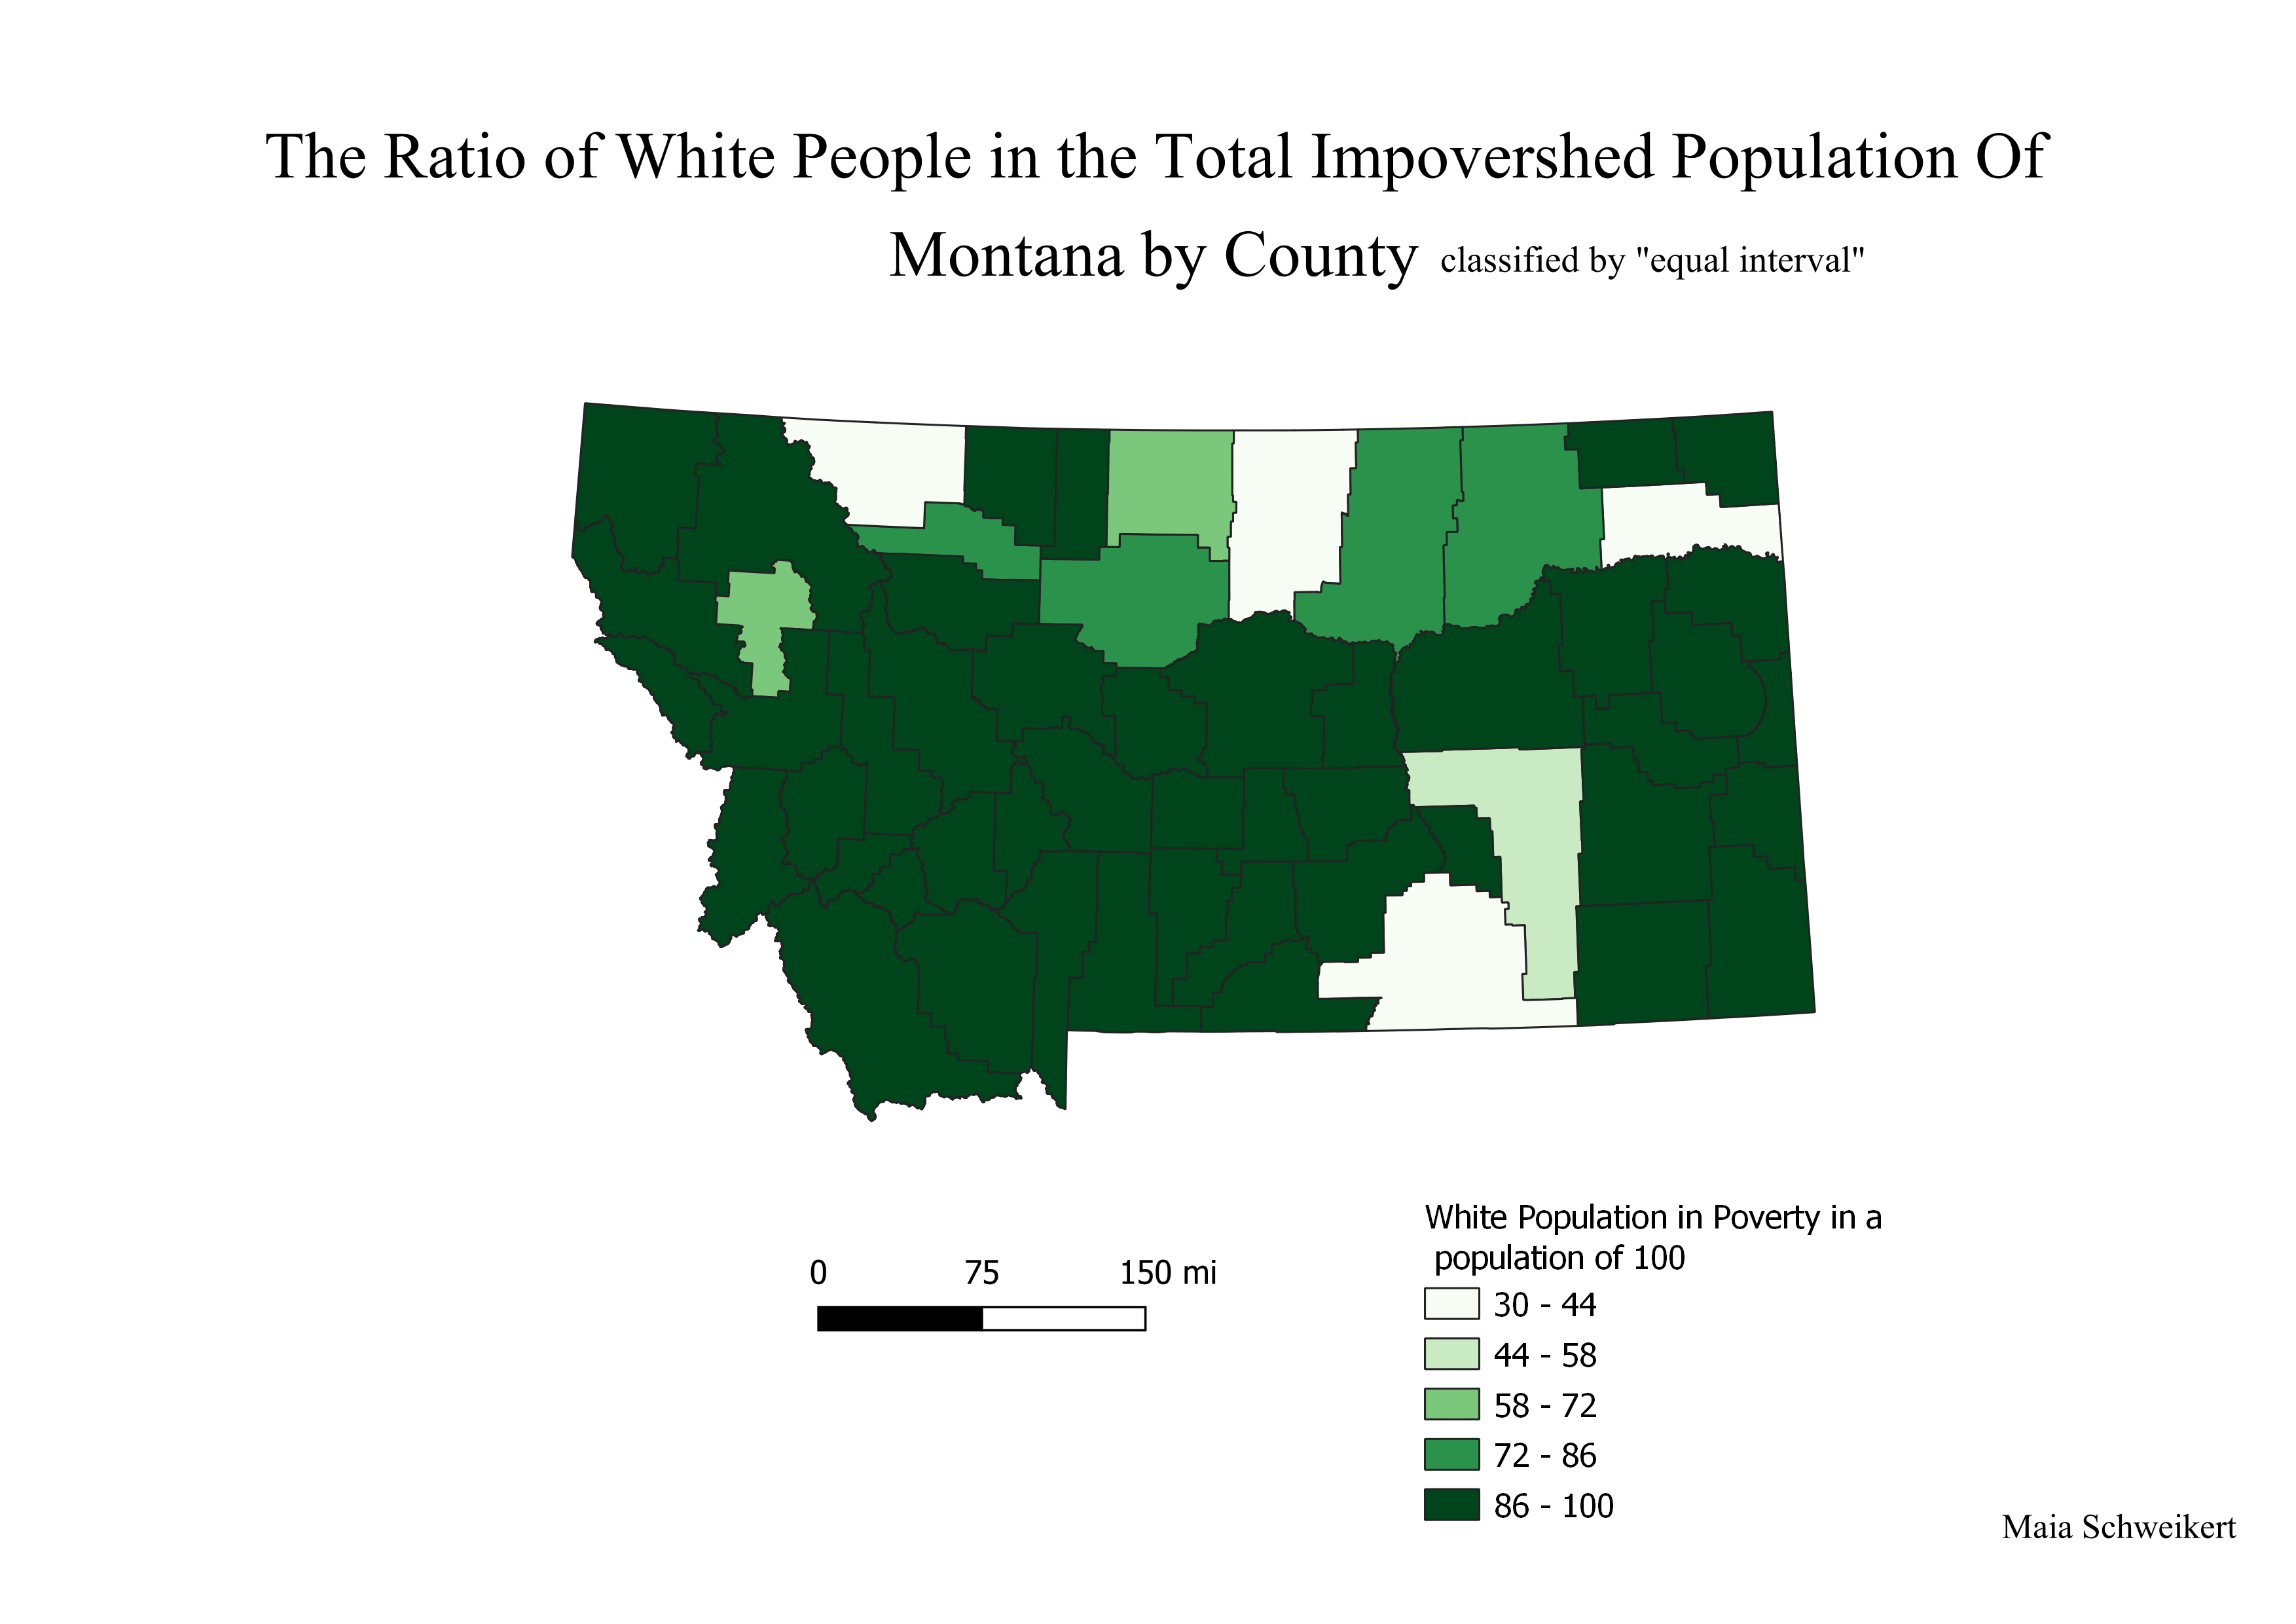 The Ratio of White People in the Total Impovershed Population Of
Montana by County classified by "equal interval"
0 75 150 mi
White Population in Poverty in a
population of 100
30 - 44
44 - 58
58 - 72
72 - 86
86 - 100
Maia Schweikert